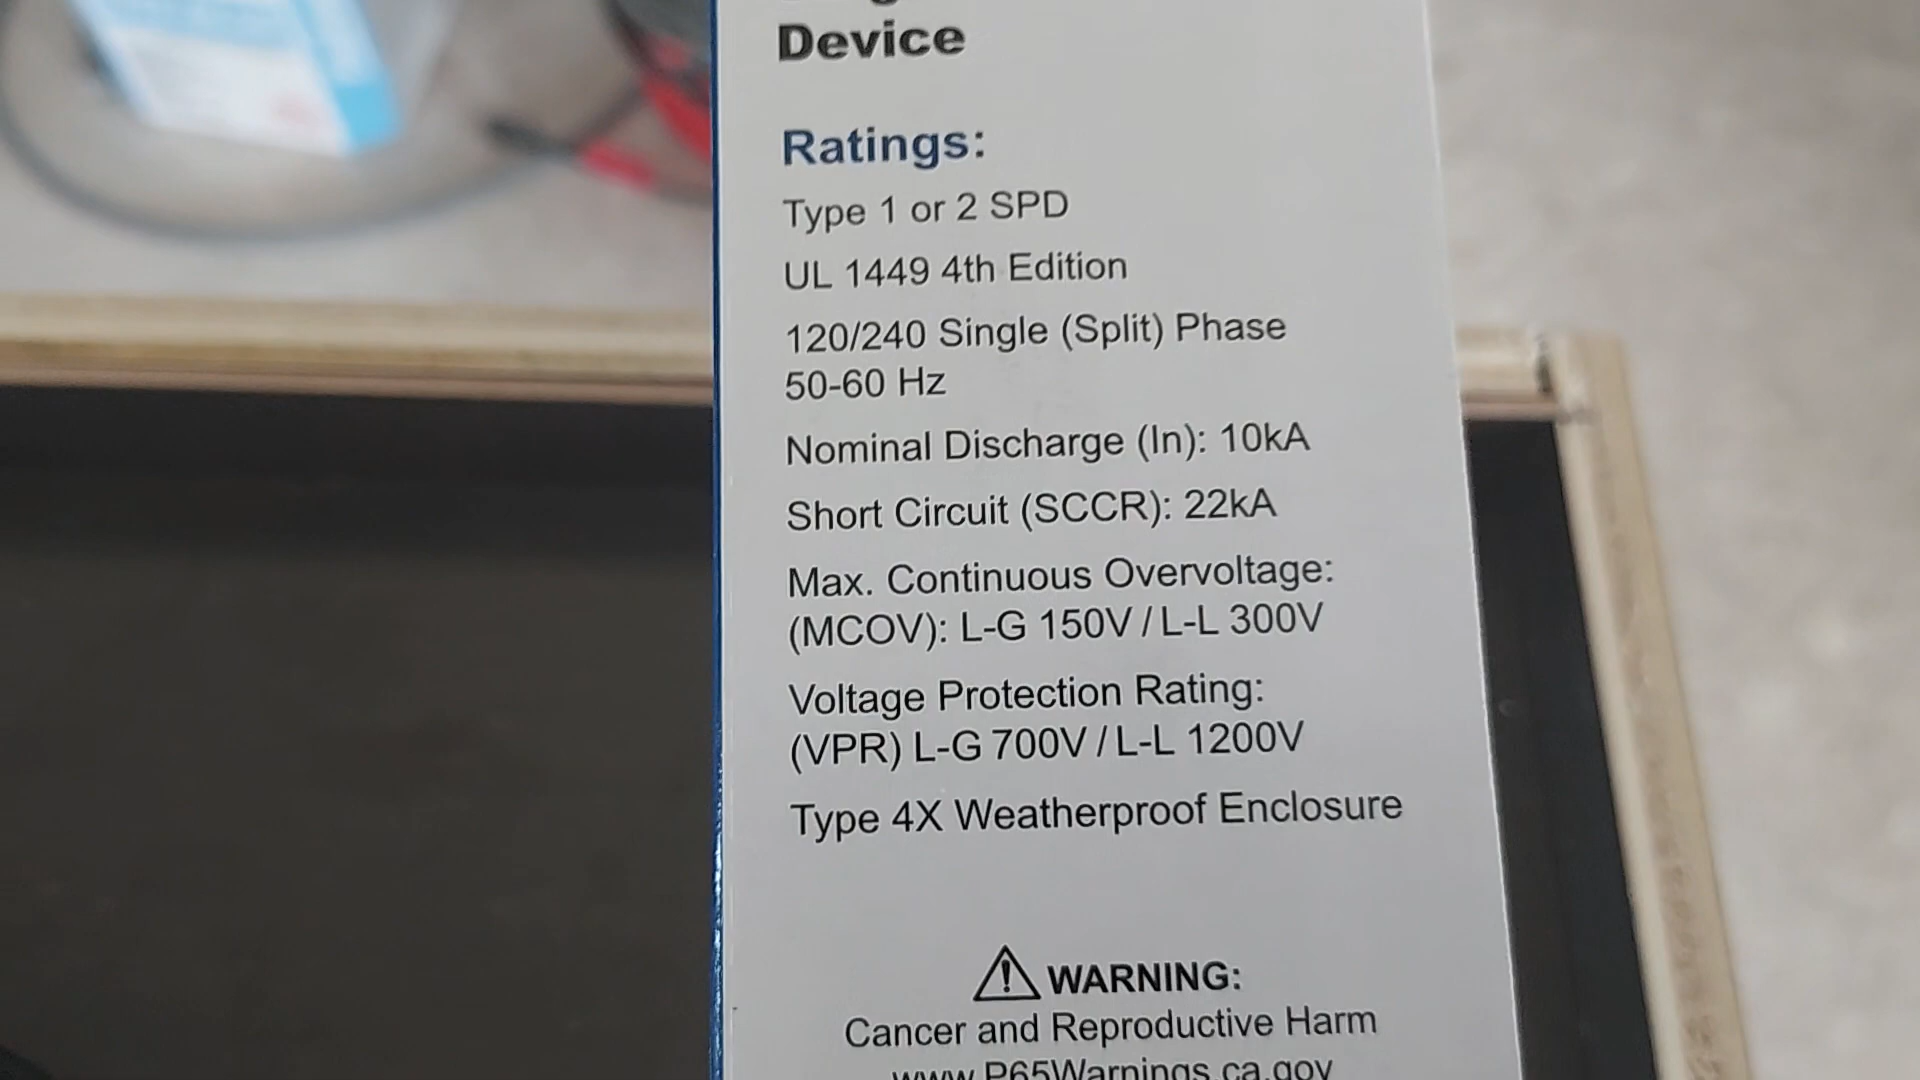 Device
Ratings:
Type 1 or 2 SPD
UL 1449 4th Edition
120/240 Single (Split) Phase
50-60 Hz
Nominal Discharge (In): 10kA
Short Circuit (SCCR): 22kA
Max. Continuous Overvoltage:
(MCOV): L-G 150V / L-L 300V
Voltage Protection Rating:
(VPR) L-G 700V / L-L 1200V
Type 4X Weatherproof Enclosure
WARNING:
Cancer and Reproductive Harm
www.P65Warnings.ca.gov